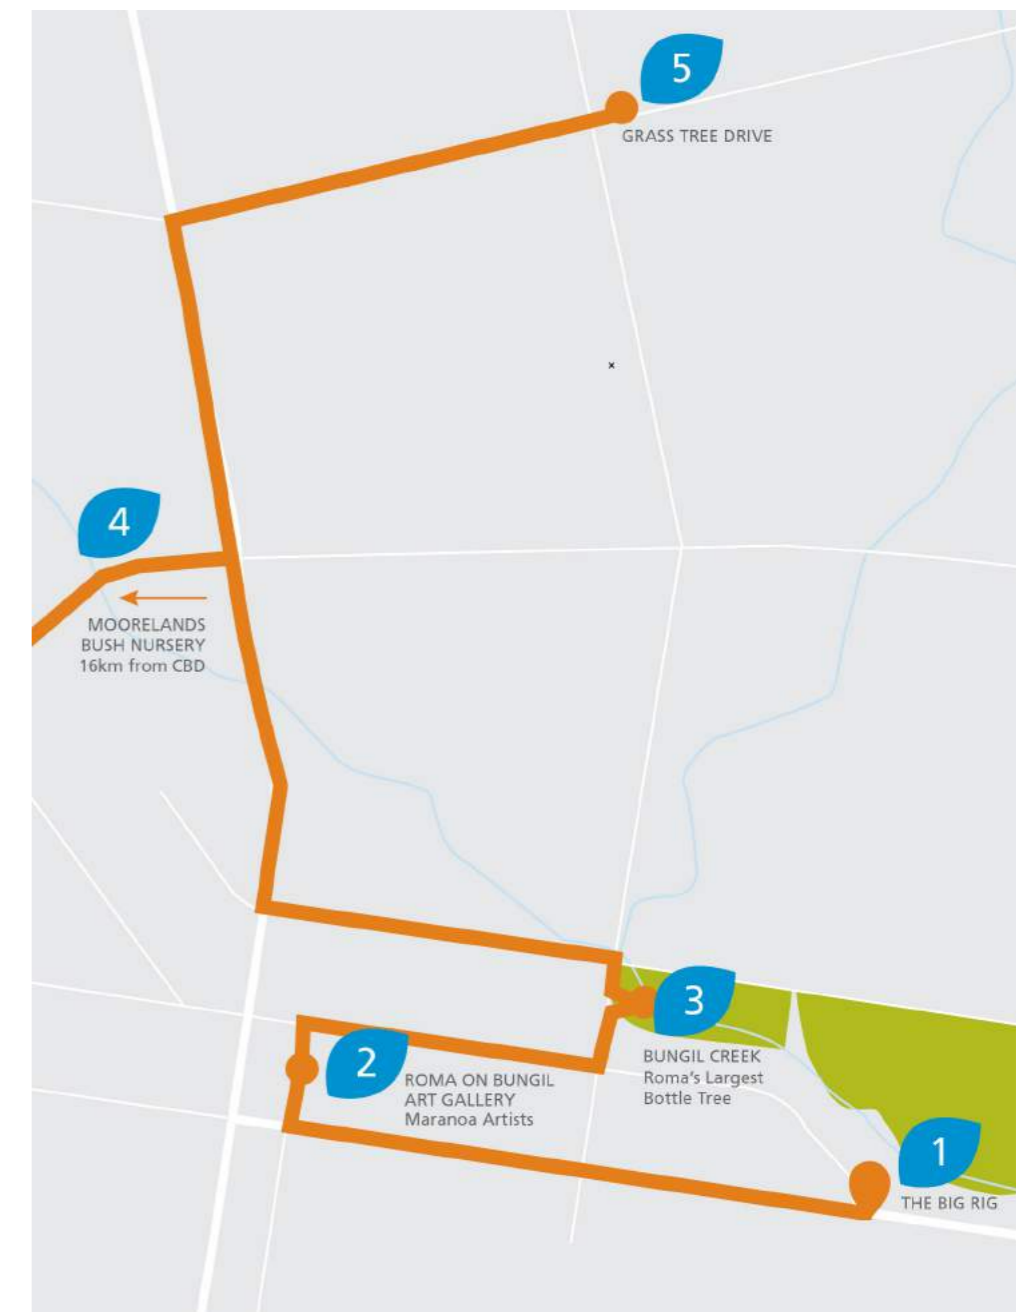 5
GRASS TREE DRIVE
4
MOORELANDS
BUSH NURSERY
16km from CBD
3
BUNGIL CREEK
Roma's Largest
Bottle Tree
2
ROMA ON BUNGIL
ART GALLERY
Maranoa Artists
1
THE BIG RIG